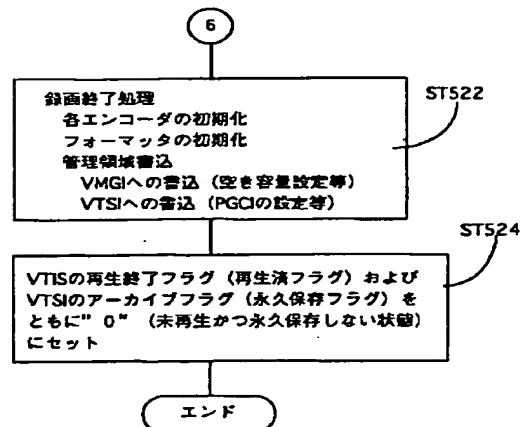 6
録画終了処理
各エンコーダの初期化
フォーマッタの初期化
管理領域書込
VMGIへの書込（空き容量設定等）
VTSIへの書込（PGCIの設定等）
ST522
VTISの再生終了フラグ（再生済フラグ）および
VTSIのアーカイブフラグ（永久保存フラグ）を
ともに"0"（未再生かつ永久保存しない状態）
にセット
ST524
エンド